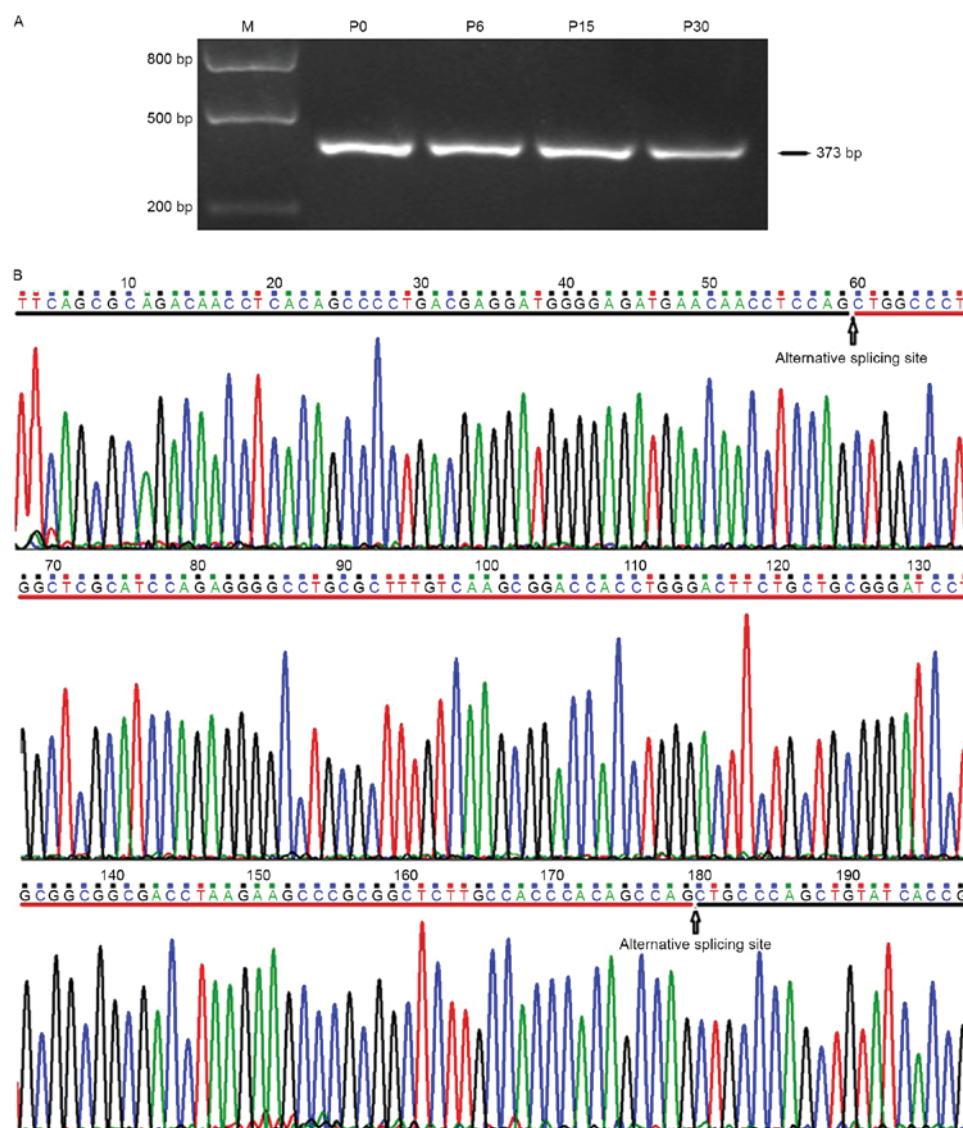 A
M P0 P6 P15 P30
800 bp
500 bp
373 bp
200 bp
B
10 20 30 40 50 60
TTCAGCGCAGACAACCTCACAGCCCCTGACGAGGATGGGGAGATGAACAACCTCCAGCTGGCCCT
Alternative splicing site
70 80 90 100 110 120 130
GGCTCGCATCCAGAGGGGCCTGCGCTTTGTCAAGCGGACCACCTGGGACTTCTGCTGCGGGATCCT
140 150 160 170 180 190
GCGGCGGCGACCTAAGAAGCCCGCGGCTCTTGCCACCCACAGCCAGCTGCCCAGCTGTATCACCG
Alternative splicing site